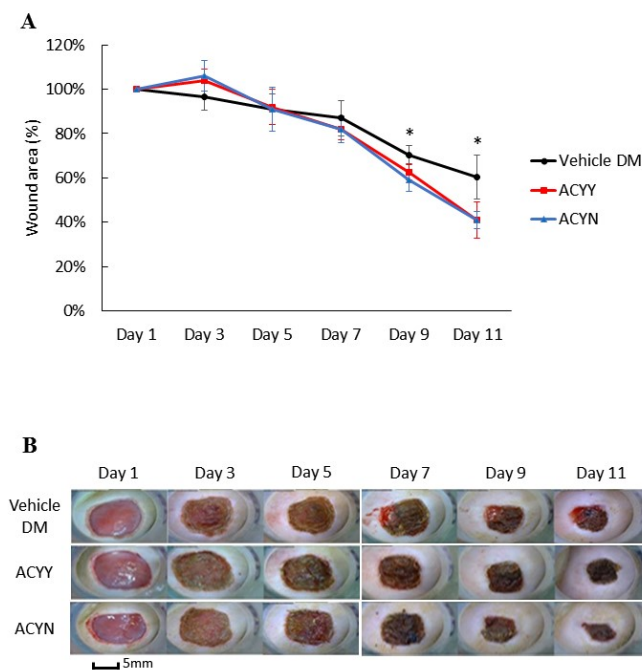 A
120%
100%
80%
60%
40%
20%
0%
Wound area (%)
* *
Vehicle DM
ACYY
ACYN
Day 1 Day 3 Day 5 Day 7 Day 9 Day 11
B
Day 1 Day 3 Day 5 Day 7 Day 9 Day 11
Vehicle
DM
ACYY
ACYN
5mm